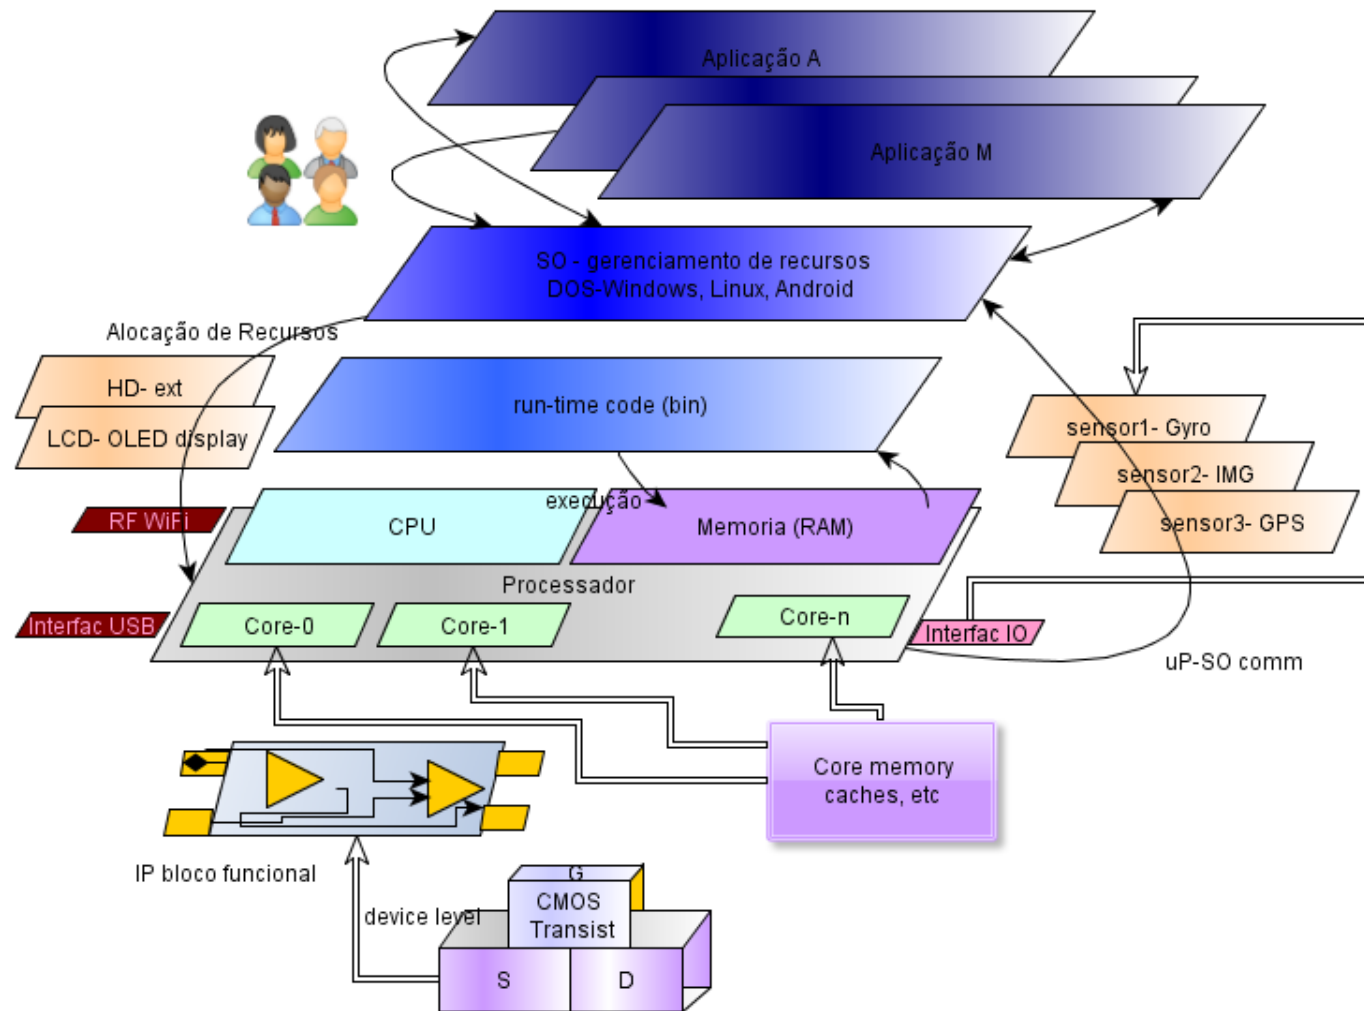 Aplicação A
Aplicação M
SO - gerenciamento de recursos
DOS-Windows, Linux, Android
Alocação de Recursos
HD- ext
LCD- OLED display
run-time code (bin)
sensor1- Gyro
sensor2- IMG
sensor3- GPS
execução
RF WiFi
CPU
Memoria (RAM)
Processador
Interfac USB
Core-0
Core-1
Core-n
Interfac IO
uP-SO comm
Core memory
caches, etc
IP bloco funcional
device level
G
CMOS
Transist
S
D